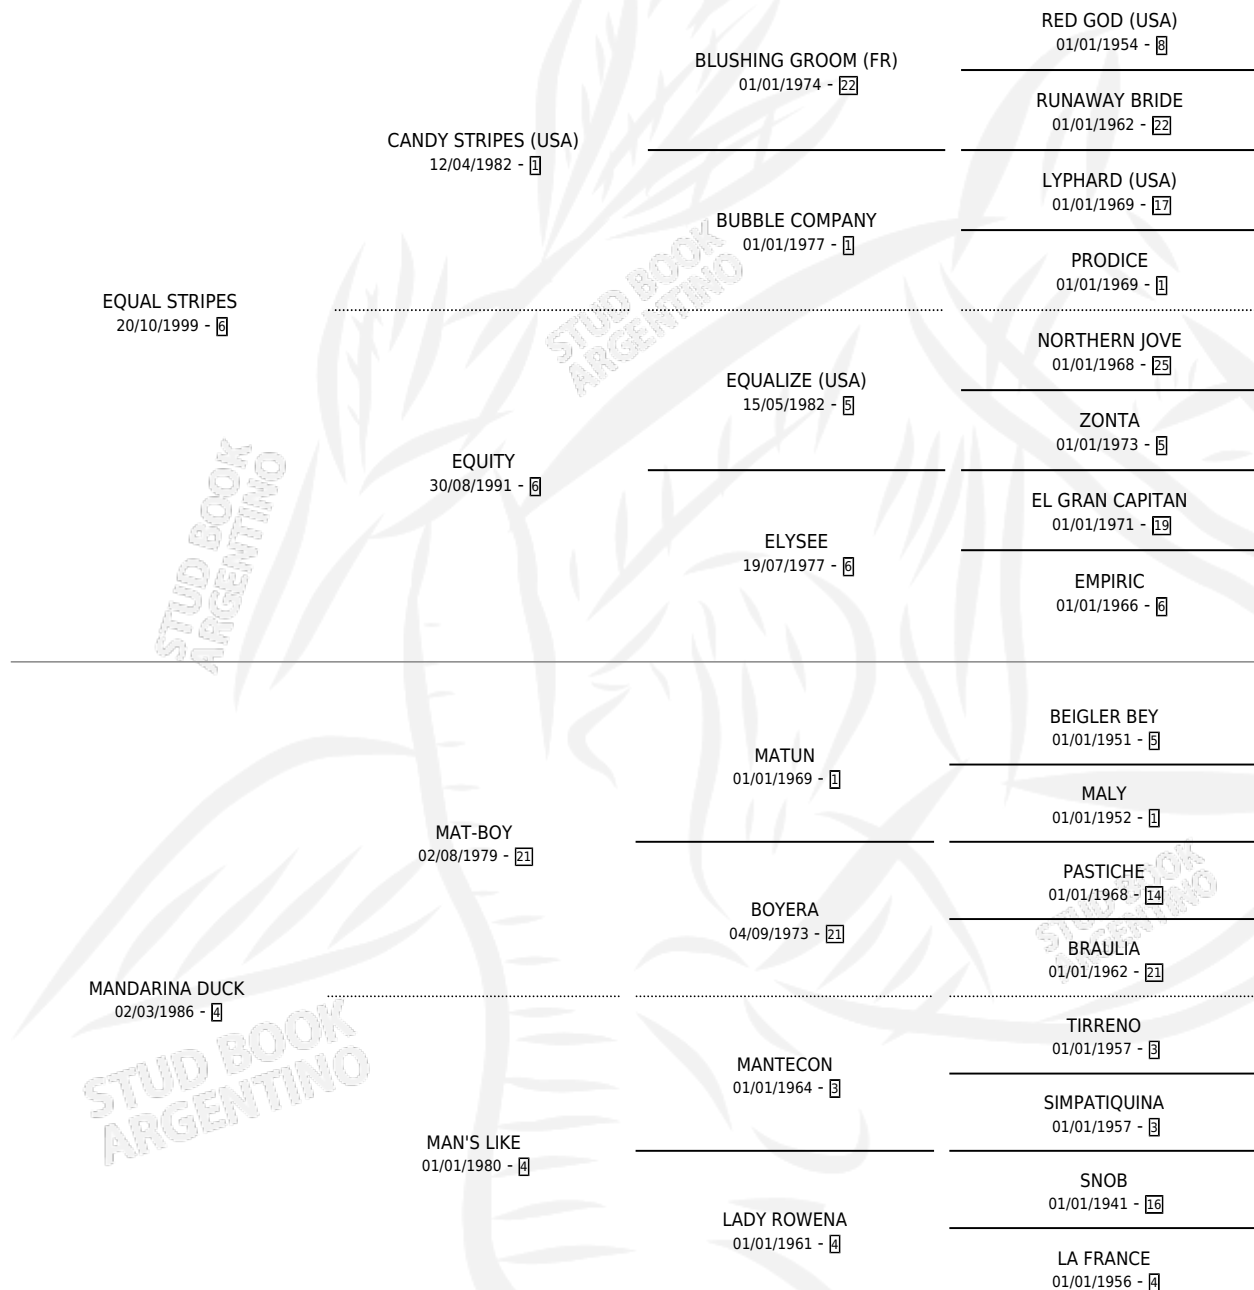 RED GOD (USA)
01/01/1954 - 8
BLUSHING GROOM (FR)
01/01/1974 - 22
RUNAWAY BRIDE
01/01/1962 - 22
CANDY STRIPES (USA)
12/04/1982 - 1
LYPHARD (USA)
01/01/1969 - 17
BUBBLE COMPANY
01/01/1977 - 1
PRODICE
01/01/1969 - 1
EQUAL STRIPES
20/10/1999 - 6
STUD BOOK
ARGENTINO
NORTHERN JOVE
01/01/1968 - 25
EQUALIZE (USA)
15/05/1982 - 5
ZONTA
01/01/1973 - 5
EQUITY
30/08/1991 - 6
EL GRAN CAPITAN
01/01/1971 - 19
ELYSEE
19/07/1977 - 6
EMPIRIC
01/01/1966 - 6
STUD BOOK
ARGENTINO
BEIGLER BEY
01/01/1951 - 5
MATUN
01/01/1969 - 1
MALY
01/01/1952 - 1
MAT-BOY
02/08/1979 - 21
PASTICHE
01/01/1968 - 14
BOYERA
04/09/1973 - 21
BRAULIA
01/01/1962 - 21
STUD BOOK
ARGENTINO
MANDARINA DUCK
02/03/1986 - 4
STUD BOOK
ARGENTINO
TIRRENO
01/01/1957 - 3
MANTECON
01/01/1964 - 3
SIMPATIQUINA
01/01/1957 - 3
MAN'S LIKE
01/01/1980 - 4
SNOB
01/01/1941 - 16
LADY ROWENA
01/01/1961 - 4
LA FRANCE
01/01/1956 - 4